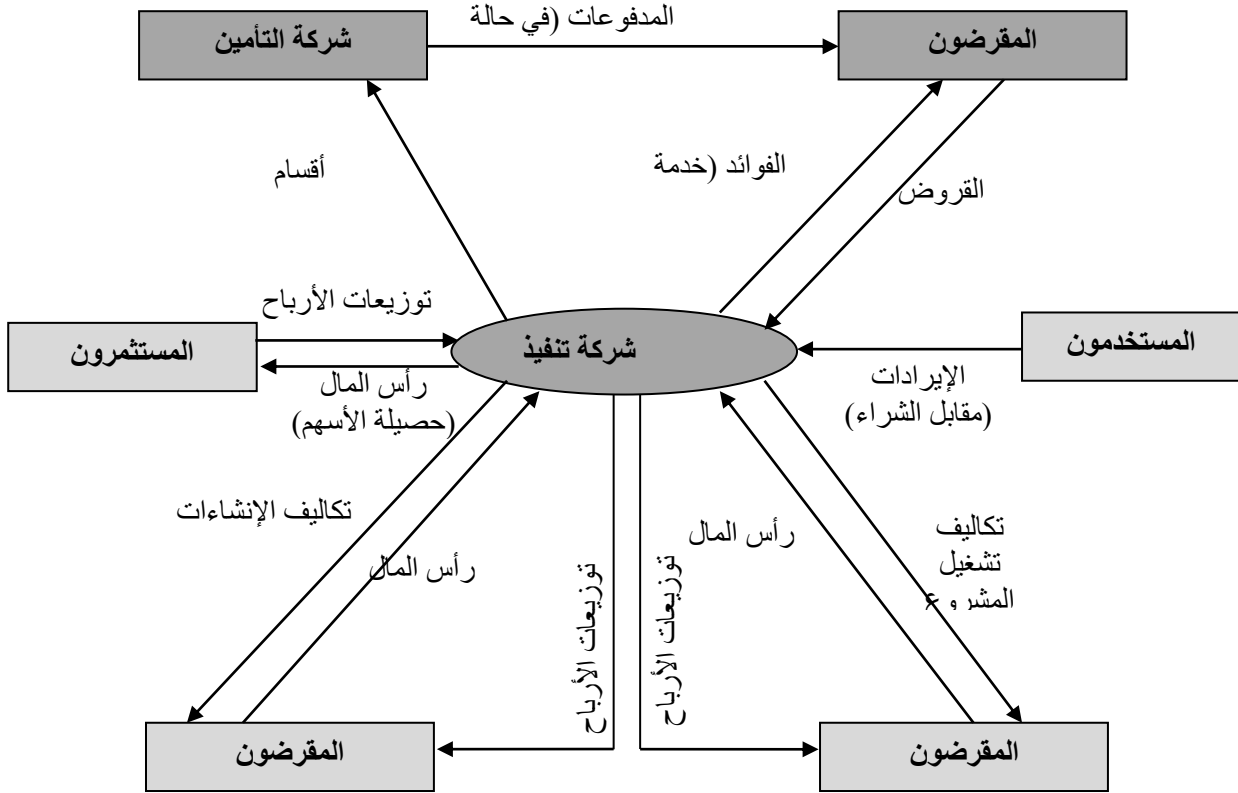 المدفوعات (في حالة
شركة التأمين
المقرضون
أقسام
الفوائد (خدمة
القروض
توزيعات الأرباح
المستثمرون
شركة تنفيذ
المستخدمون
رأس المال
(حصيلة الأسهم)
الإيرادات
(مقابل الشراء)
تكاليف الإنشاءات
رأس المال
توزيعات الأرباح
توزيعات الأرباح
رأس المال
تكاليف
تشغيل
المشروع
المقرضون
المقرضون